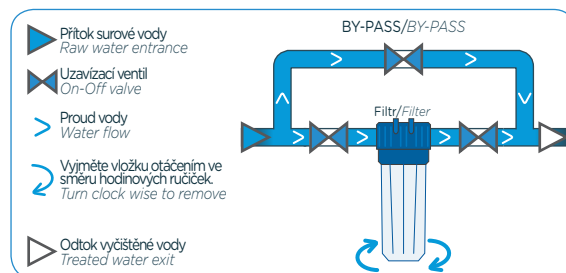 Přítok surové vody
Raw water entrance
Uzavízací ventil
On-Off valve
Proud vody
Water flow
Vyjměte vložku otáčením ve
směru hodinových ručiček.
Turn clock wise to remove
Odtok vyčištěné vody
Treated water exit
BY-PASS/BY-PASS
Filtr/Filter